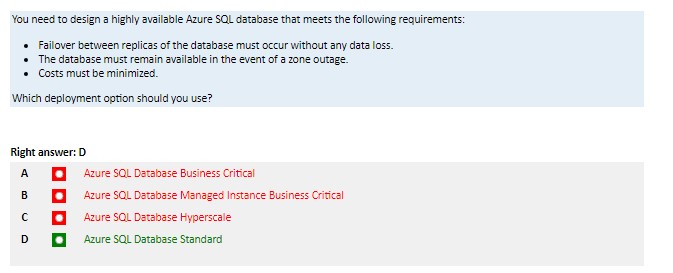 You need to design a highly available Azure SQL database that meets the following requirements:
• Failover between replicas of the database must occur without any data loss.
• The database must remain available in the event of a zone outage.
• Costs must be minimized.
Which deployment option should you use?
Right answer: D
A Azure SQL Database Business Critical
B Azure SQL Database Managed Instance Business Critical
C Azure SQL Database Hyperscale
D Azure SQL Database Standard